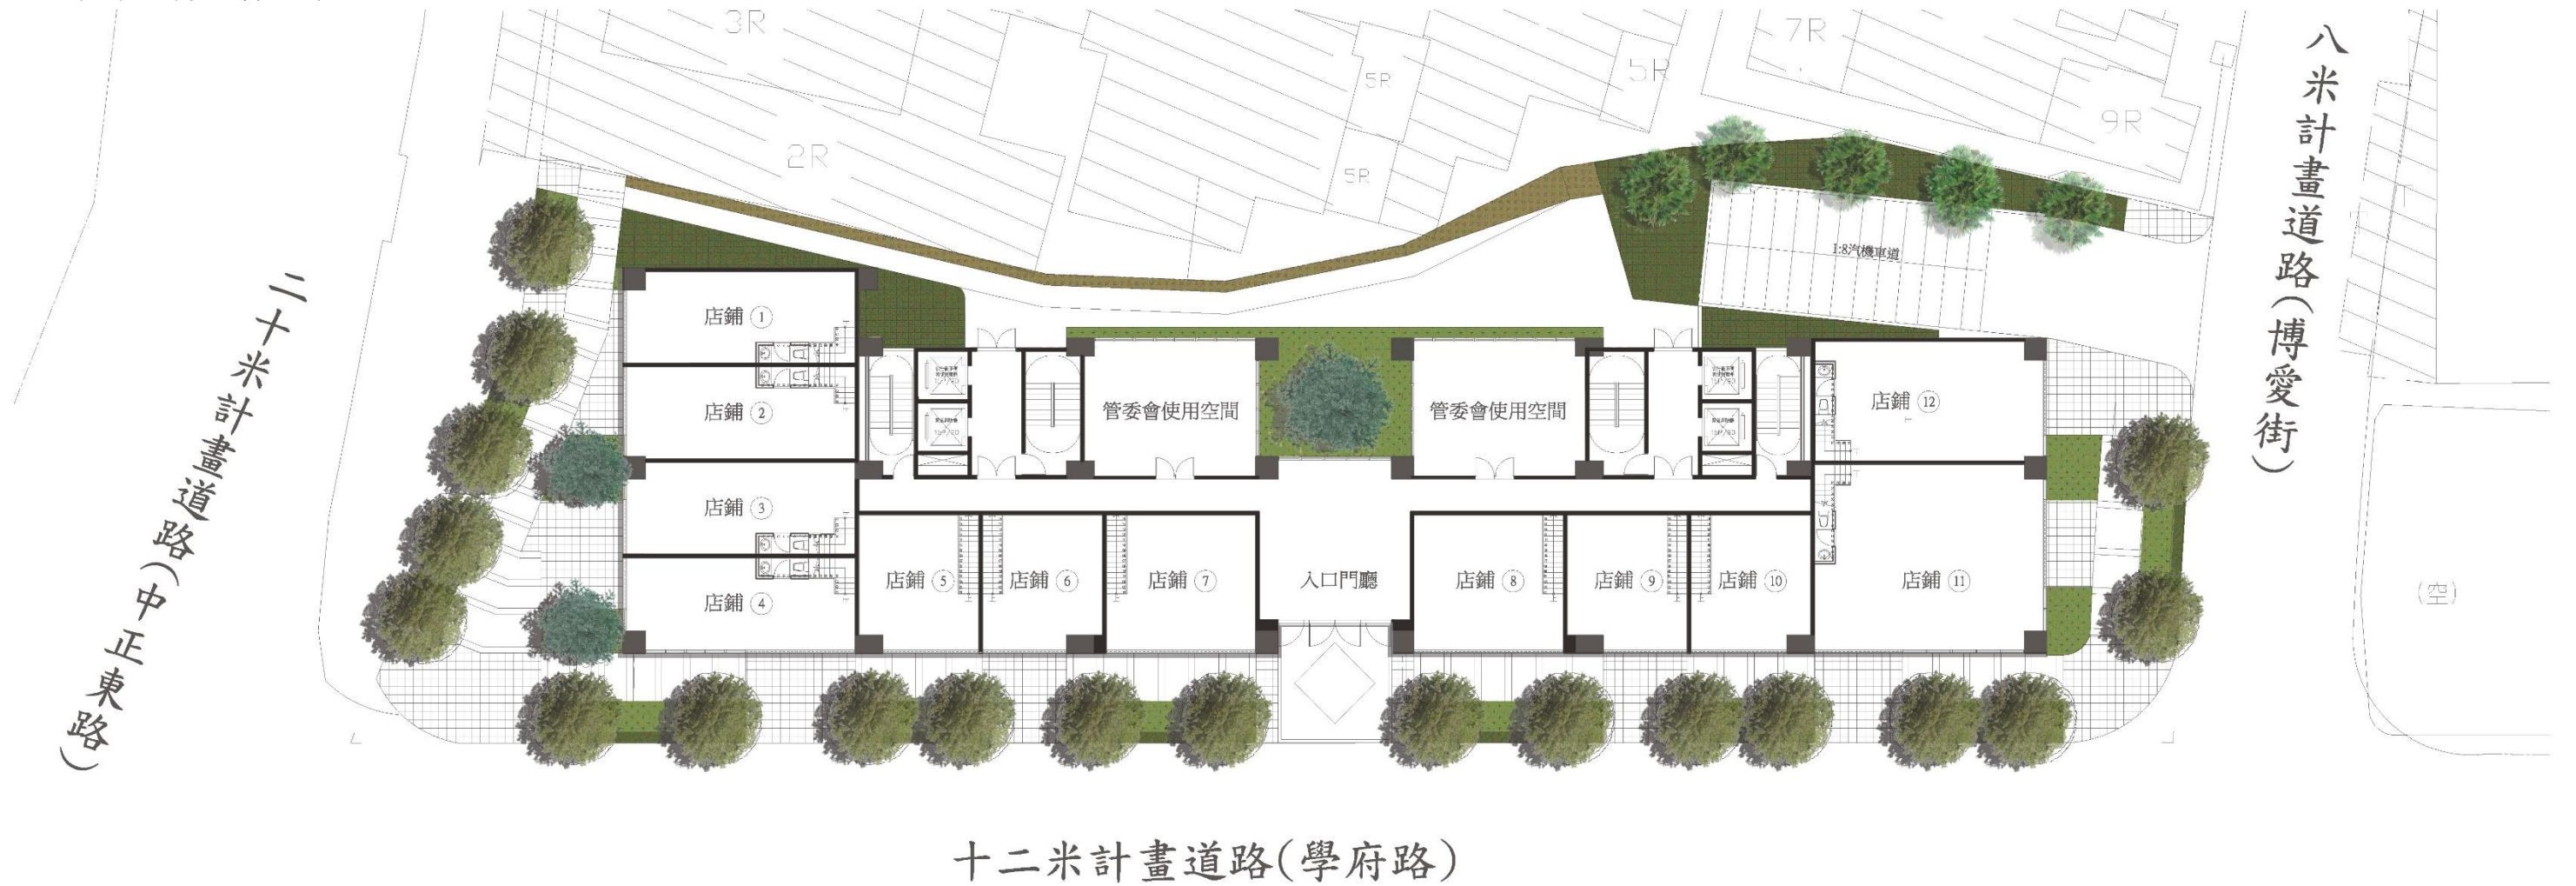 3R
7R
5R
5R
2R
9R
5R
八米計畫道路(博愛街)
1:8汽機車道
二十米計畫道路(中正東路)
店鋪 1
店鋪 2
店鋪 3
店鋪 4
管委會使用空間
管委會使用空間
店鋪 12
店鋪 5
店鋪 6
店鋪 7
入口門廳
店鋪 8
店鋪 9
店鋪 10
店鋪 11
(空)
十二米計畫道路(學府路)